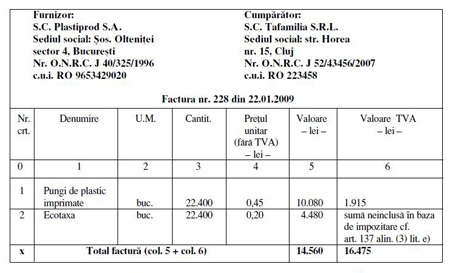 Furnizor:
S.C. Plastiprod S.A.
Sediul social: Şos. Olteniţei
sector 4, Bucureşti
Nr. O.N.R.C. J 40/325/1996
c.u.i. RO 9653429020
Cumpărător:
S.C. Tafamilia S.R.L.
Sediul social: str. Horea
nr. 15, Cluj
Nr. O.N.R.C. J 52/43456/2007
c.u.i. RO 223458
Factura nr. 228 din 22.01.2009
Nr. crt. Denumire U.M. Cantit. Preţul unitar (fară TVA) – lei – Valoare – lei – Valoare TVA – lei –
0 1 2 3 4 5 6
1 Pungi de plastic imprimate buc. 22.400 0,45 10.080 1.915
2 Ecotaxa buc. 22.400 0,20 4.480 sumă neinclusă în baza
de impozitare cf.
art. 137 alin. (3) lit. e)
x Total factură (col. 5 + col. 6) 14.560 16.475